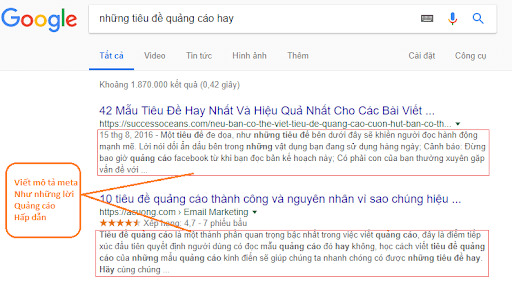 Google
những tiêu đề quảng cáo hay
Tất cả Video Tin tức Hình ảnh Thêm Cài đặt Công cụ
Khoảng 1.870.000 kết quả (0,42 giây)
42 Mẫu Tiêu Đề Hay Nhất Và Hiệu Quả Nhất Cho Các Bài Viết ...
https://successoceans.com/neu-ban-co-the-viet-tieu-de-quang-cao-cuon-hut-ban-co-th...
15 thg 8, 2016 - Một tiêu đề đe dọa, như những tiêu đề bên dưới đây sẽ khiến người đọc hành động
mạnh mẽ. Lời nói dối ẩn dấu bên trong những vật dụng bạn đang sử dụng hàng ngày; Cảnh báo: Đừng
bao giờ quảng cáo facebook từ khi bạn đọc bản kế hoạch này; Có phải con của bạn thường xuyên gặp
vấn đề với ...
Viết mô tả meta
Như những lời
Quảng cáo
Hấp dẫn
10 tiêu đề quảng cáo thành công và nguyên nhân vì sao chúng hiệu ...
https://acuong.com › Email Marketing
Xếp hạng: 4,7 - 7 phiếu bầu
Tiêu đề quảng cáo là một thành phần quan trọng bậc nhất trong việc viết quảng cáo, đây là điểm tiếp
xúc đầu tiên quyết định người dùng có đọc mẫu quảng cáo đó hay không, học cách viết tiêu đề quảng
cáo của những mẫu quảng cáo kinh điển sẽ giúp chúng ta nhanh chóng có được những tiêu đề hay.
Hãy cùng chúng ...